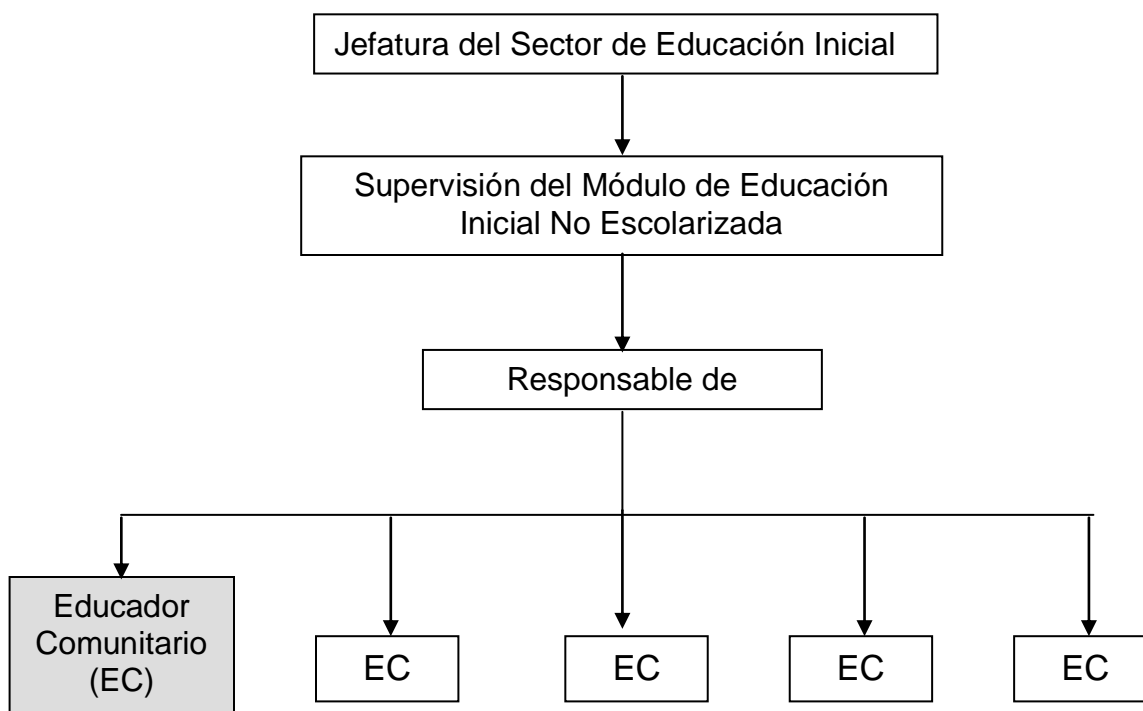 Jefatura del Sector de Educación Inicial
Supervisión del Módulo de Educación
Inicial No Escolarizada
Responsable de
Educador
Comunitario
(EC)
EC
EC
EC
EC